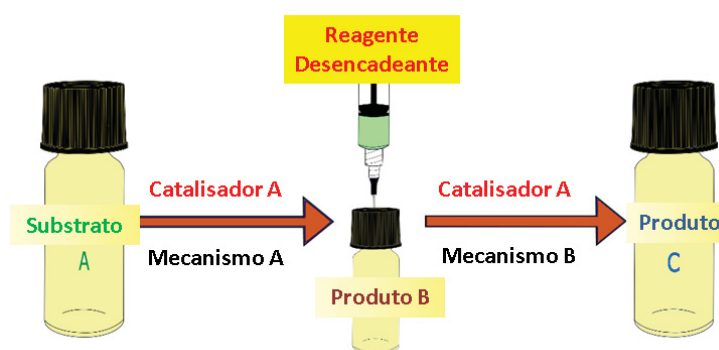 Reagente
Desencadeante
Catalisador A
Mecanismo A
Substrato
A
Produto B
Catalisador A
Mecanismo B
Produto
C